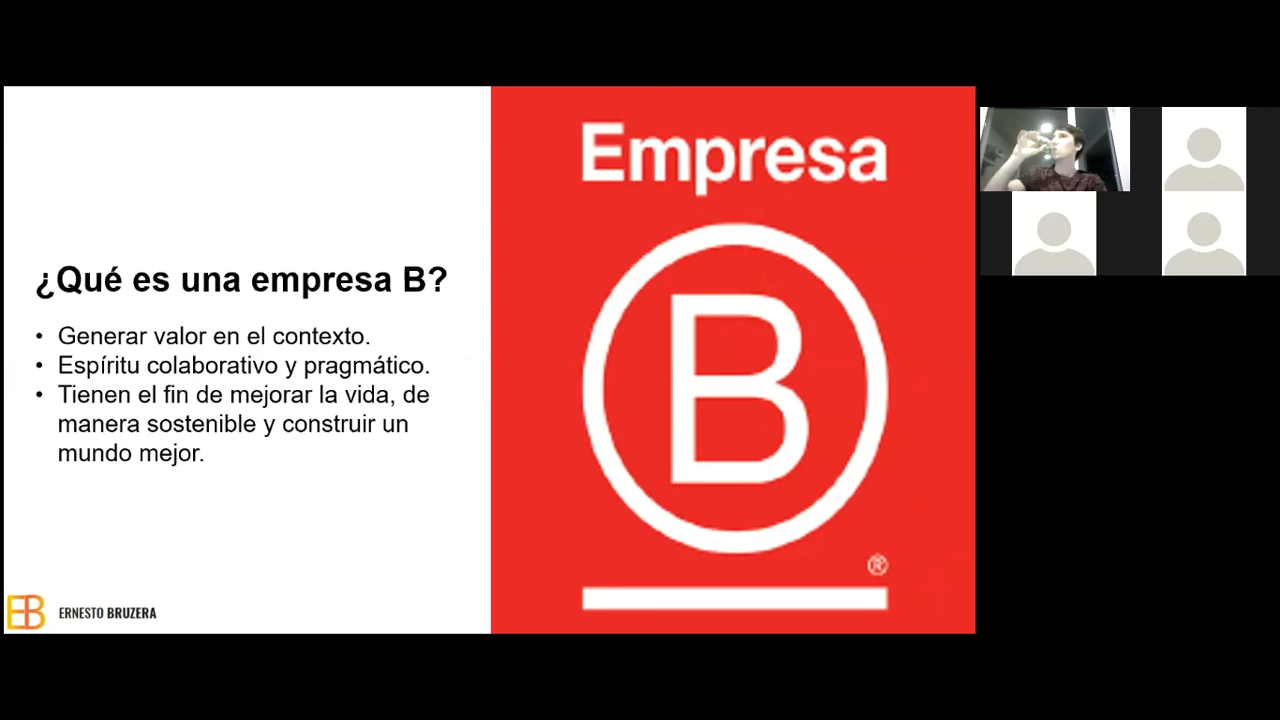 ¿Qué es una empresa B?
• Generar valor en el contexto.
• Espíritu colaborativo y pragmático.
• Tienen el fin de mejorar la vida, de
manera sostenible y construir un
mundo mejor.
EB ERNESTO BRUZERA
Empresa
B
®